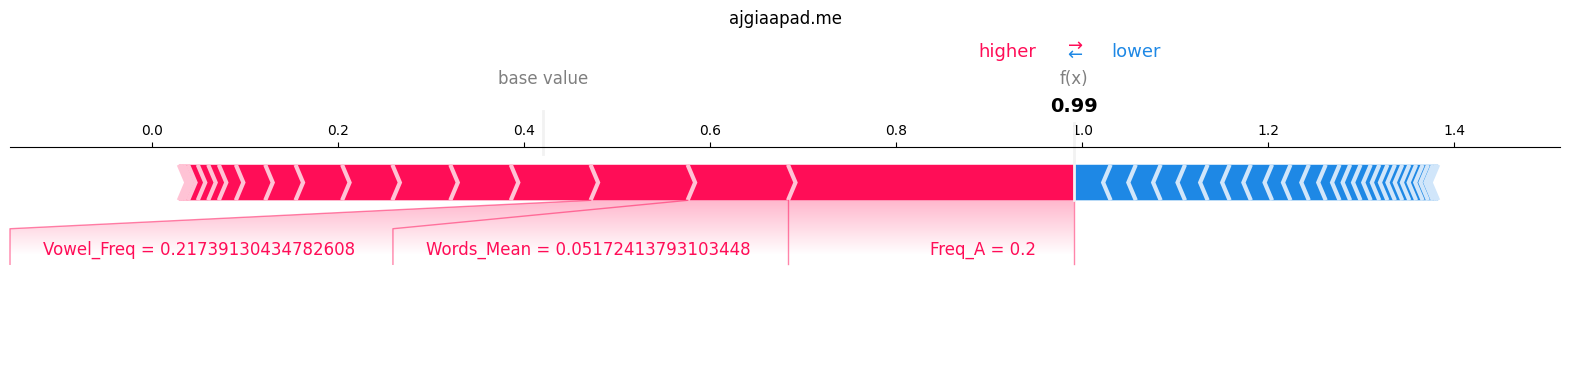 ajgiaapad.me
higher ⇄ lower
base value f(x)
0.99
0.0 0.2 0.4 0.6 0.8 1.0 1.2 1.4
Vowel_Freq = 0.21739130434782608 Words_Mean = 0.05172413793103448 Freq_A = 0.2